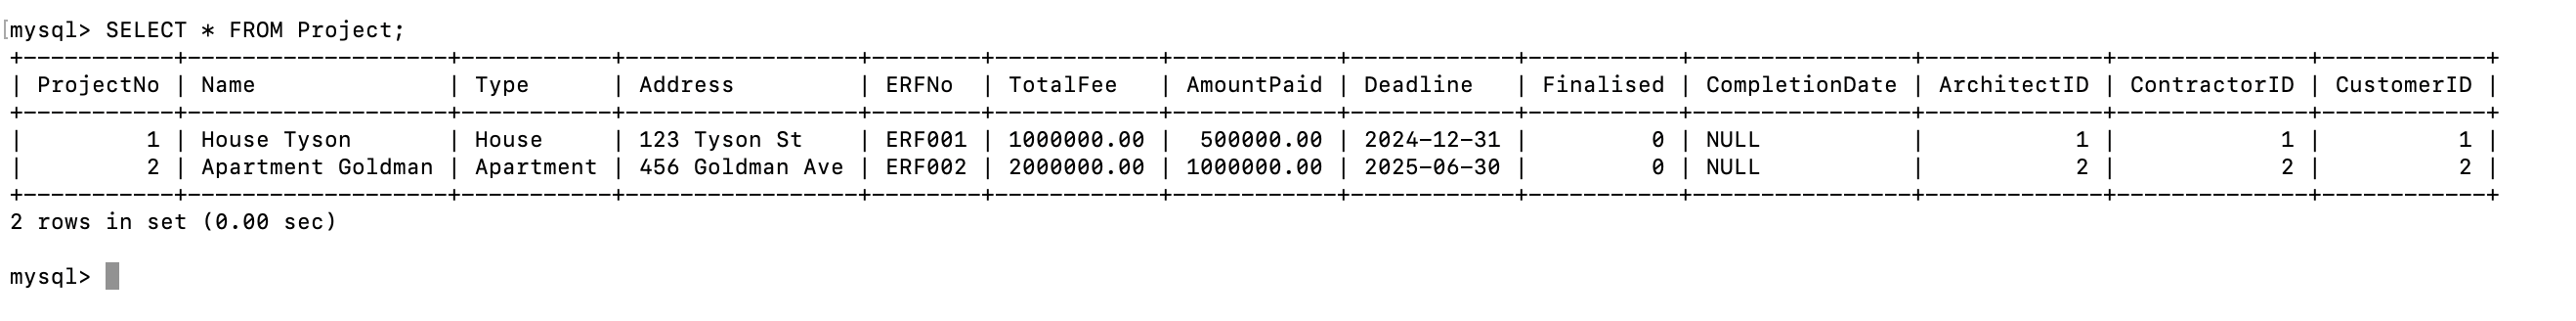 mysql> SELECT * FROM Project;
+-----------+-------------------+-----------+----------------+--------+------------+------------+------------+-----------+----------------+-------------+--------------+------------+
| ProjectNo | Name              | Type      | Address        | ERFNo  | TotalFee   | AmountPaid | Deadline   | Finalised | CompletionDate | ArchitectID | ContractorID | CustomerID |
+-----------+-------------------+-----------+----------------+--------+------------+------------+------------+-----------+----------------+-------------+--------------+------------+
|         1 | House Tyson       | House     | 123 Tyson St   | ERF001 | 1000000.00 |  500000.00 | 2024-12-31 |         0 | NULL           |           1 |            1 |          1 |
|         2 | Apartment Goldman | Apartment | 456 Goldman Ave | ERF002 | 2000000.00 | 1000000.00 | 2025-06-30 |         0 | NULL           |           2 |            2 |          2 |
+-----------+-------------------+-----------+----------------+--------+------------+------------+------------+-----------+----------------+-------------+--------------+------------+
2 rows in set (0.00 sec)
mysql>